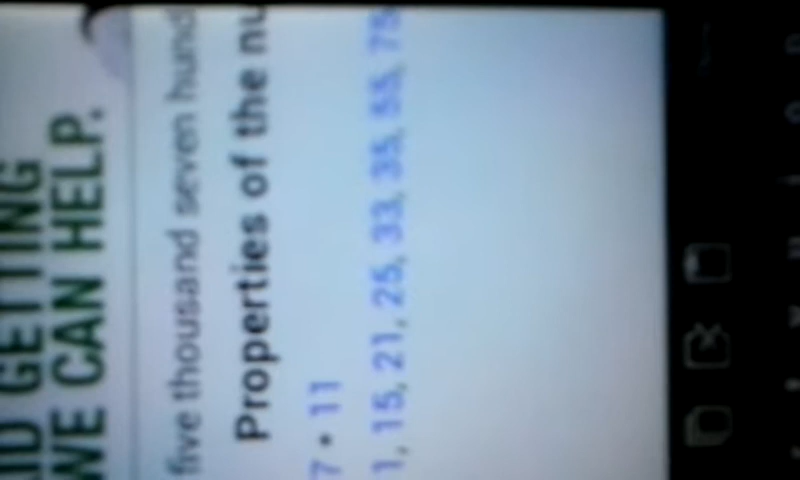 GETTING
WE CAN HELP.
five thousand seven hund
Properties of the nu
7 • 11
1, 15, 21, 25, 33, 35, 55, 75